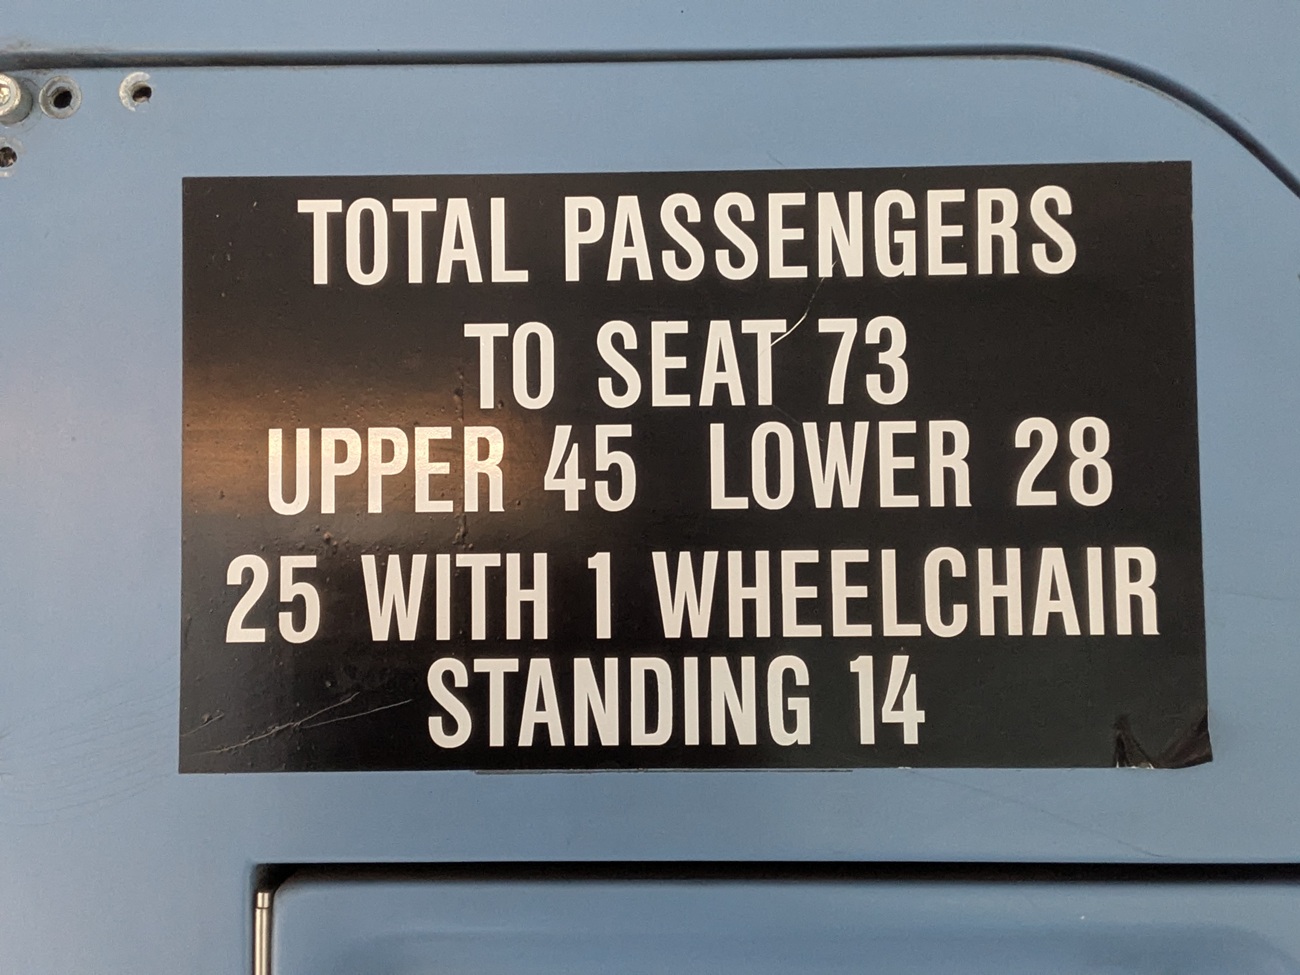 TOTAL PASSENGERS
TO SEAT 73
UPPER 45 LOWER 28
25 WITH 1 WHEELCHAIR
STANDING 14